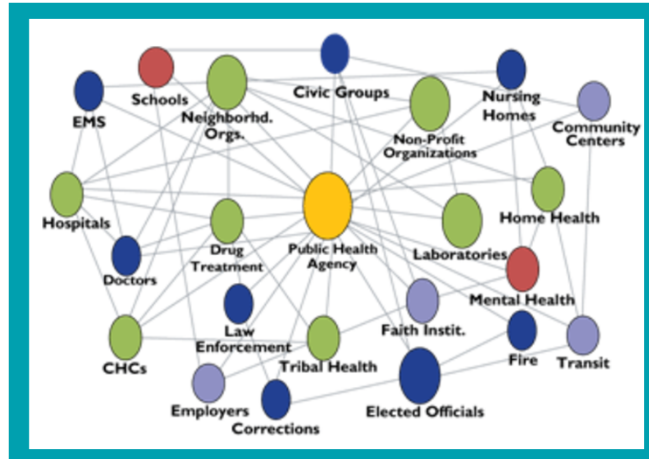 Civic Groups
Schools
EMS
Neighborhd.
Orgs.
Nursing
Homes
Non-Profit
Organizations
Community
Centers
Hospitals
Home Health
Drug
Treatment
Public Health
Agency
Laboratories
Doctors
Mental Health
Law
Enforcement
Faith Instit.
Fire
Transit
CHCs
Tribal Health
Employers
Corrections
Elected Officials